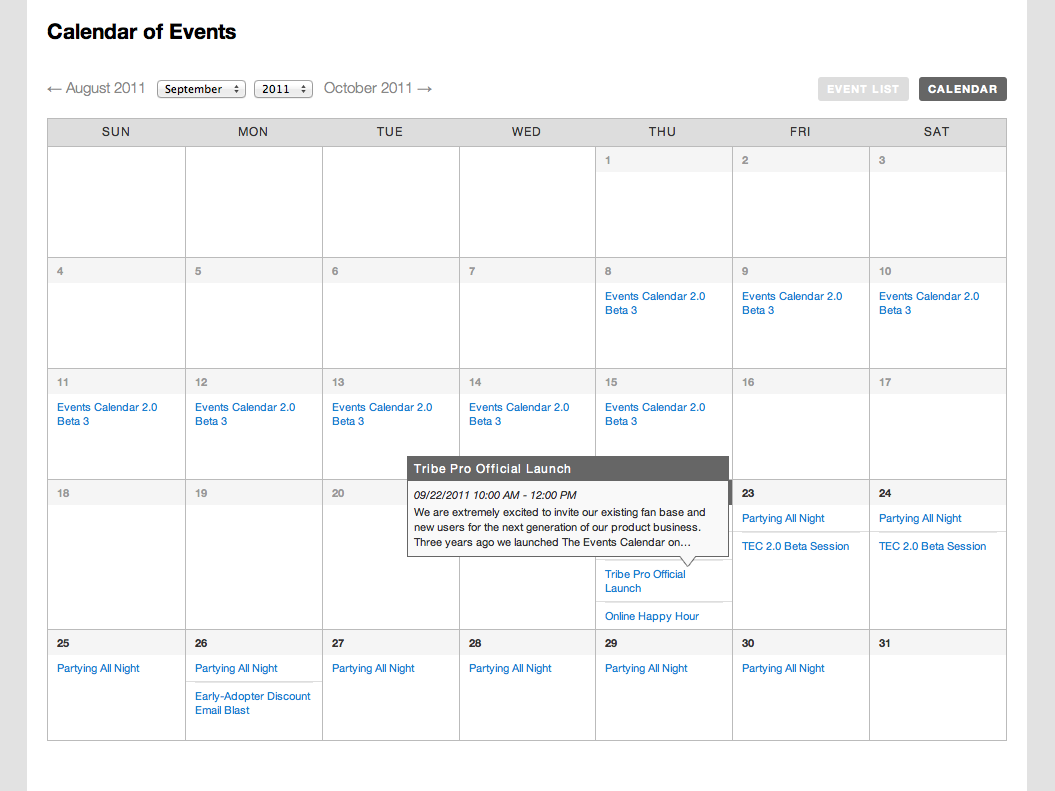 Calendar of Events
← August 2011 September 2011 October 2011 → EVENT LIST CALENDAR
SUN MON TUE WED THU FRI SAT
1 2 3
4 5 6 7 8 9 10
Events Calendar 2.0 Events Calendar 2.0 Events Calendar 2.0
Beta 3 Beta 3 Beta 3
11 12 13 14 15 16 17
Events Calendar 2.0 Events Calendar 2.0 Events Calendar 2.0 Events Calendar 2.0 Events Calendar 2.0
Beta 3 Beta 3 Beta 3 Beta 3 Beta 3
Tribe Pro Official Launch
09/22/2011 10:00 AM - 12:00 PM
We are extremely excited to invite our existing fan base and
new users for the next generation of our product business.
Three years ago we launched The Events Calendar on...
18 19 20 23 24
Partying All Night Partying All Night
TEC 2.0 Beta Session TEC 2.0 Beta Session
Tribe Pro Official
Launch
Online Happy Hour
25 26 27 28 29 30 31
Partying All Night Partying All Night Partying All Night Partying All Night Partying All Night Partying All Night
Early-Adopter Discount
Email Blast